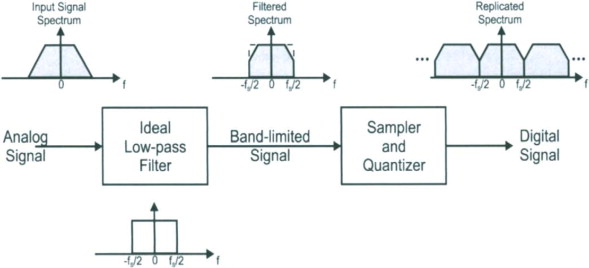 Input Signal
Spectrum
0
f
Filtered
Spectrum
-fs/2
0
fs/2
f
Replicated
Spectrum
...
...
-fs/2
0
fs/2
f
Analog
Signal
Ideal
Low-pass
Filter
Band-limited
Signal
Sampler
and
Quantizer
Digital
Signal
-fs/2
0
fs/2
f